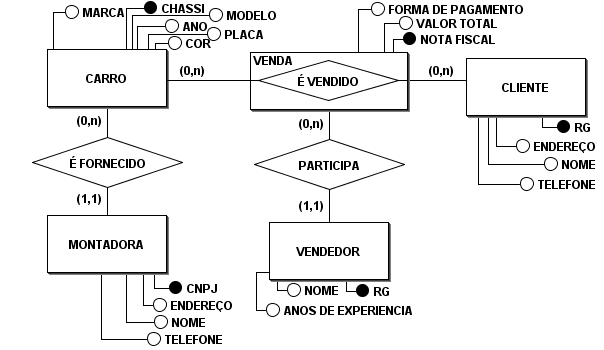 FORMA DE PAGAMENTO
MARCA
CHASSI
MODELO
VALOR TOTAL
ANO
PLACA
NOTA FISCAL
COR
VENDA
CARRO
(0,n)
É VENDIDO
(0,n)
CLIENTE
(0,n)
(0,n)
RG
ENDEREÇO
É FORNECIDO
PARTICIPA
NOME
TELEFONE
(1,1)
(1,1)
MONTADORA
VENDEDOR
CNPJ
NOME
RG
ENDEREÇO
ANOS DE EXPERIENCIA
NOME
TELEFONE